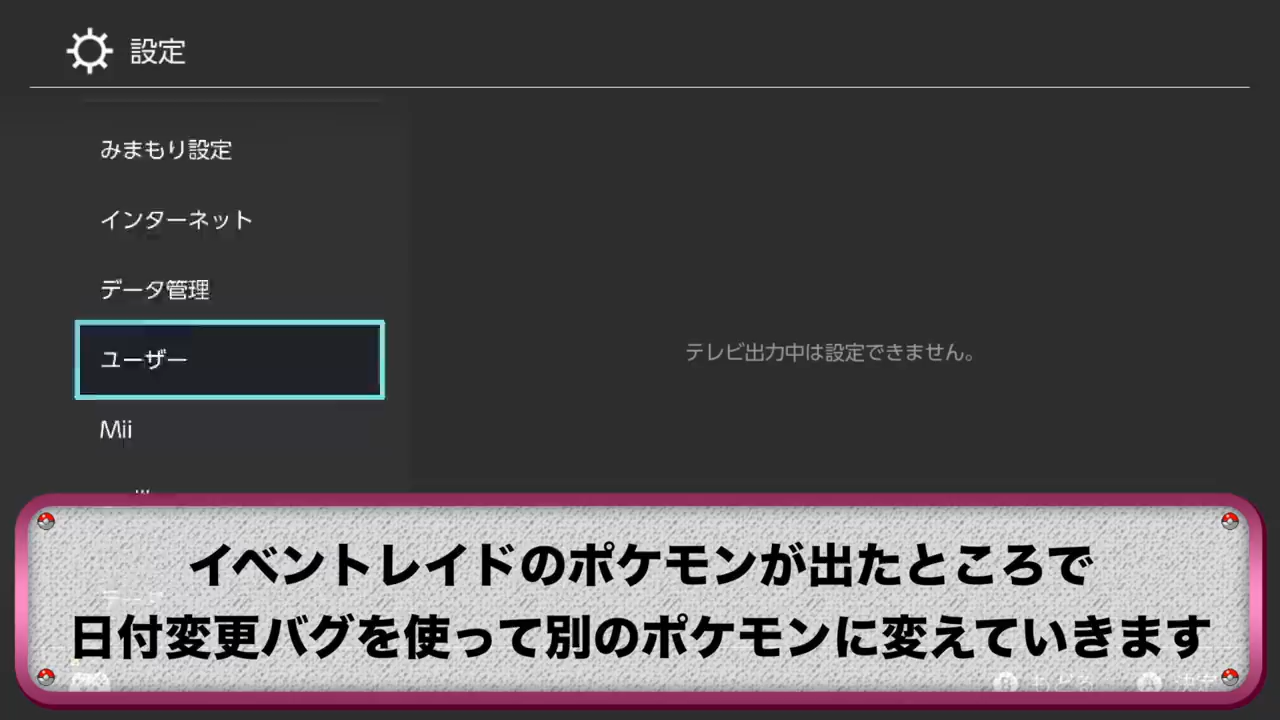 設定
みまもり設定
インターネット
データ管理
ユーザー
テレビ出力中は設定できません。
Mii
イベントレイドのポケモンが出たところで
日付変更バグを使って別のポケモンに変えていきます
もどる